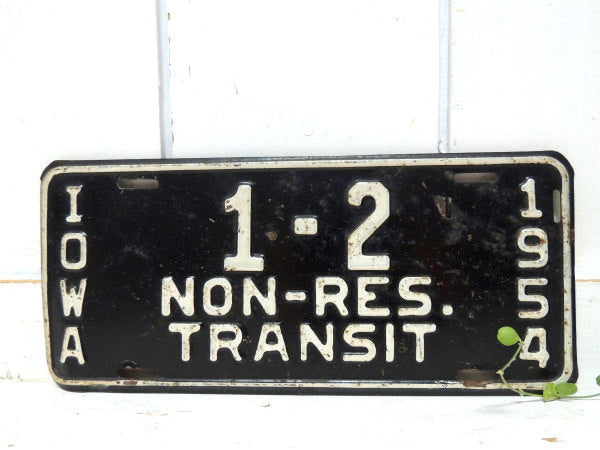 IOWA
1-2
NON-RES.
TRANSIT
1954